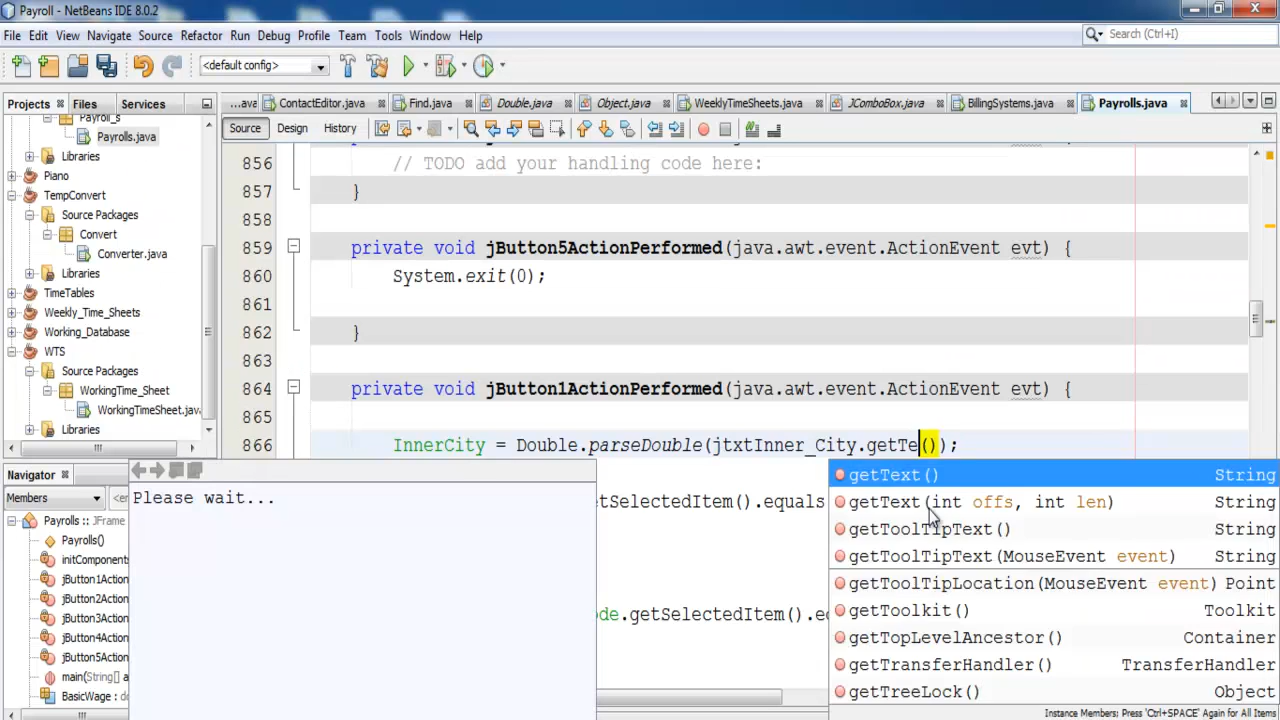 Payroll - NetBeans IDE 8.0.2
File Edit View Navigate Source Refactor Run Debug Profile Team Tools Window Help
Search (Ctrl+I)
<default config>
Projects Files Services
...ava ContactEditor.java Find.java Double.java Object.java WeeklyTimeSheets.java JComboBox.java BillingSystems.java Payrolls.java
Source Design History
Payroll_s
Payrolls.java
Libraries
Piano
TempConvert
Source Packages
Convert
Converter.java
Libraries
TimeTables
Weekly_Time_Sheets
Working_Database
WTS
Source Packages
WorkingTime_Sheet
WorkingTimeSheet.java
Libraries
856 // TODO add your handling code here:
857 }
858
859 private void jButton5ActionPerformed(java.awt.event.ActionEvent evt) {
860 System.exit(0);
861
862 }
863
864 private void jButton1ActionPerformed(java.awt.event.ActionEvent evt) {
865
866 InnerCity = Double.parseDouble(jtxtInner_City.getTe());
etSelectedItem().equals
ode.getSelectedItem().e
Navigator
Members
Payrolls :: JFrame
Payrolls()
initComponents
jButton1Action
jButton2Action
jButton3Action
jButton4Action
jButton5Action
main(String[] a
BasicWage : d
Please wait...
getText() String
getText(int offs, int len) String
getToolTipText() String
getToolTipText(MouseEvent event) String
getToolTipLocation(MouseEvent event) Point
getToolkit() Toolkit
getTopLevelAncestor() Container
getTransferHandler() TransferHandler
getTreeLock() Object
Instance Members; Press 'Ctrl+SPACE' Again for All Items